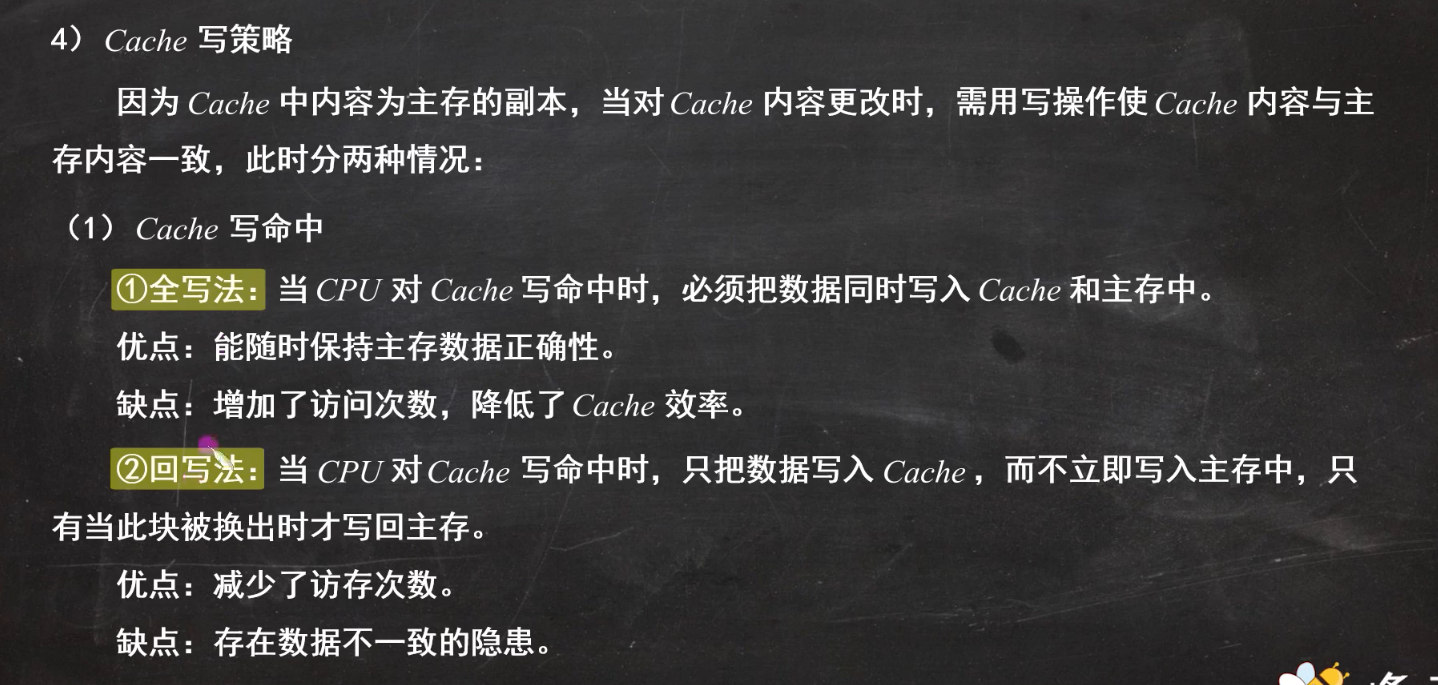 4） Cache 写策略
因为 Cache 中内容为主存的副本，当对 Cache 内容更改时，需用写操作使 Cache 内容与主
存内容一致，此时分两种情况：
（1） Cache 写命中
①全写法：当 CPU 对 Cache 写命中时，必须把数据同时写入 Cache 和主存中。
优点：能随时保持主存数据正确性。
缺点：增加了访问次数，降低了 Cache 效率。
②回写法：当 CPU 对 Cache 写命中时，只把数据写入 Cache，而不立即写入主存中，只
有当此块被换出时才写回主存。
优点：减少了访存次数。
缺点：存在数据不一致的隐患。